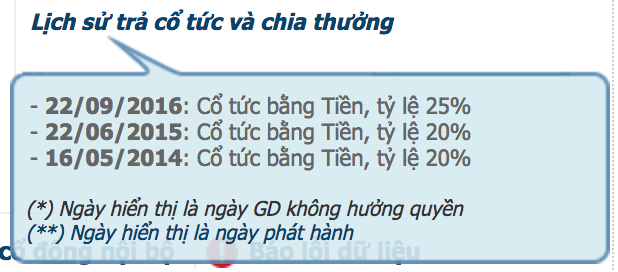 Lịch sử trả cổ tức và chia thưởng
- 22/09/2016: Cổ tức bằng Tiền, tỷ lệ 25%
- 22/06/2015: Cổ tức bằng Tiền, tỷ lệ 20%
- 16/05/2014: Cổ tức bằng Tiền, tỷ lệ 20%
(*) Ngày hiển thị là ngày GD không hưởng quyền
(**) Ngày hiển thị là ngày phát hành
cổ đông nội bộ Báo lỗi dữ liệu